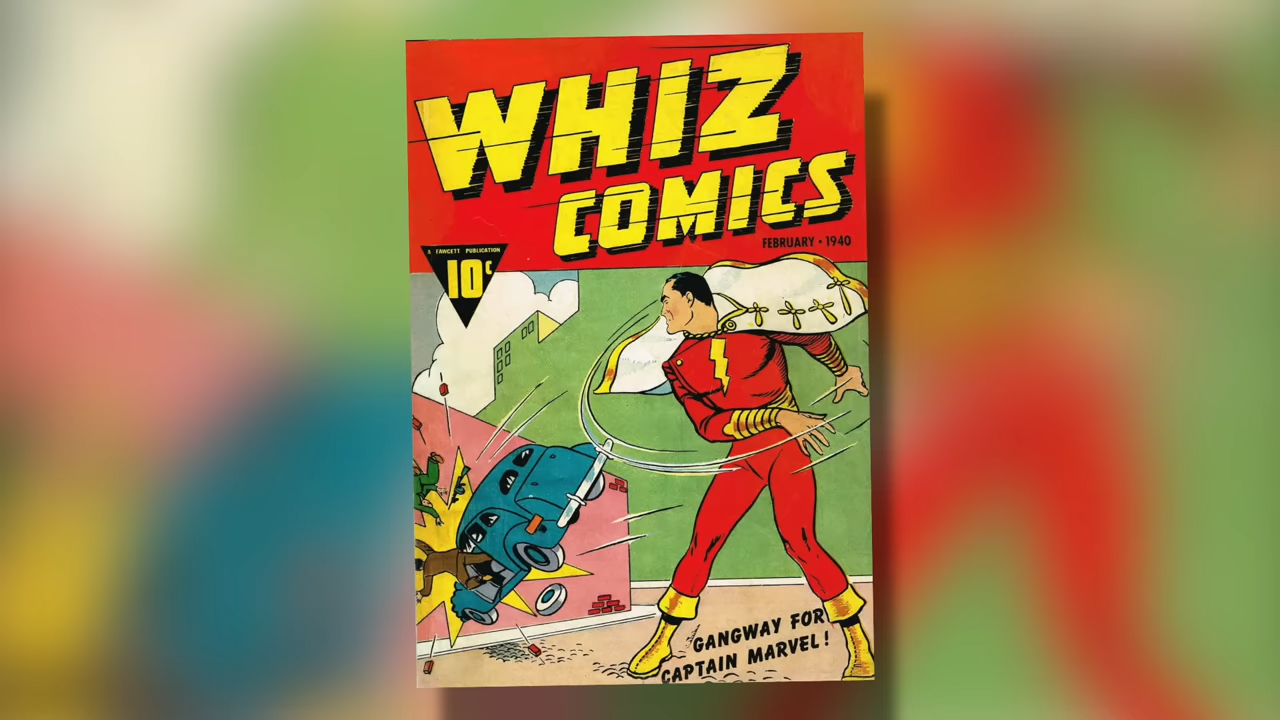 WHIZ
COMICS
FEBRUARY • 1940
A FAWCETT PUBLICATION
10¢
GANGWAY FOR
CAPTAIN MARVEL!